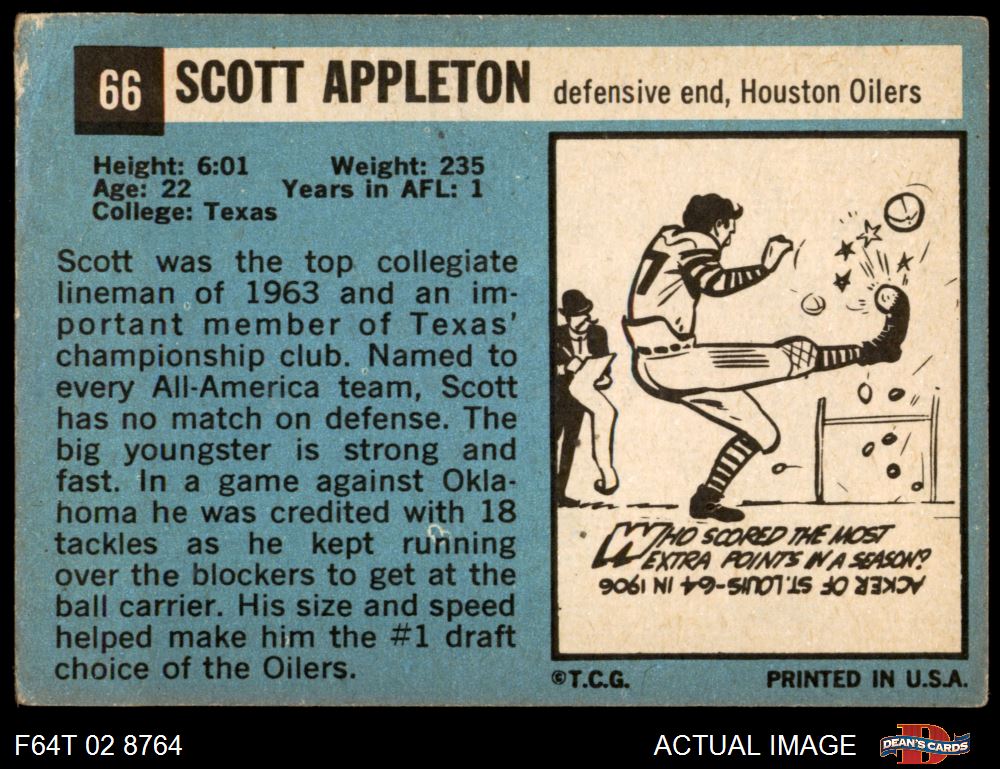 66
SCOTT APPLETON defensive end, Houston Oilers
Height: 6:01 Weight: 235
Age: 22 Years in AFL: 1
College: Texas
Scott was the top collegiate
lineman of 1963 and an im-
portant member of Texas'
championship club. Named to
every All-America team, Scott
has no match on defense. The
big youngster is strong and
fast. In a game against Okla-
homa he was credited with 18
tackles as he kept running
over the blockers to get at the
ball carrier. His size and speed
helped make him the #1 draft
choice of the Oilers.
7
WHO SCORED THE MOST
EXTRA POINTS IN A SEASON?
ACKER OF ST. LOUIS-64 IN 1906
©T.C.G. PRINTED IN U.S.A.
F64T 02 8764
ACTUAL IMAGE
DEAN'S CARDS